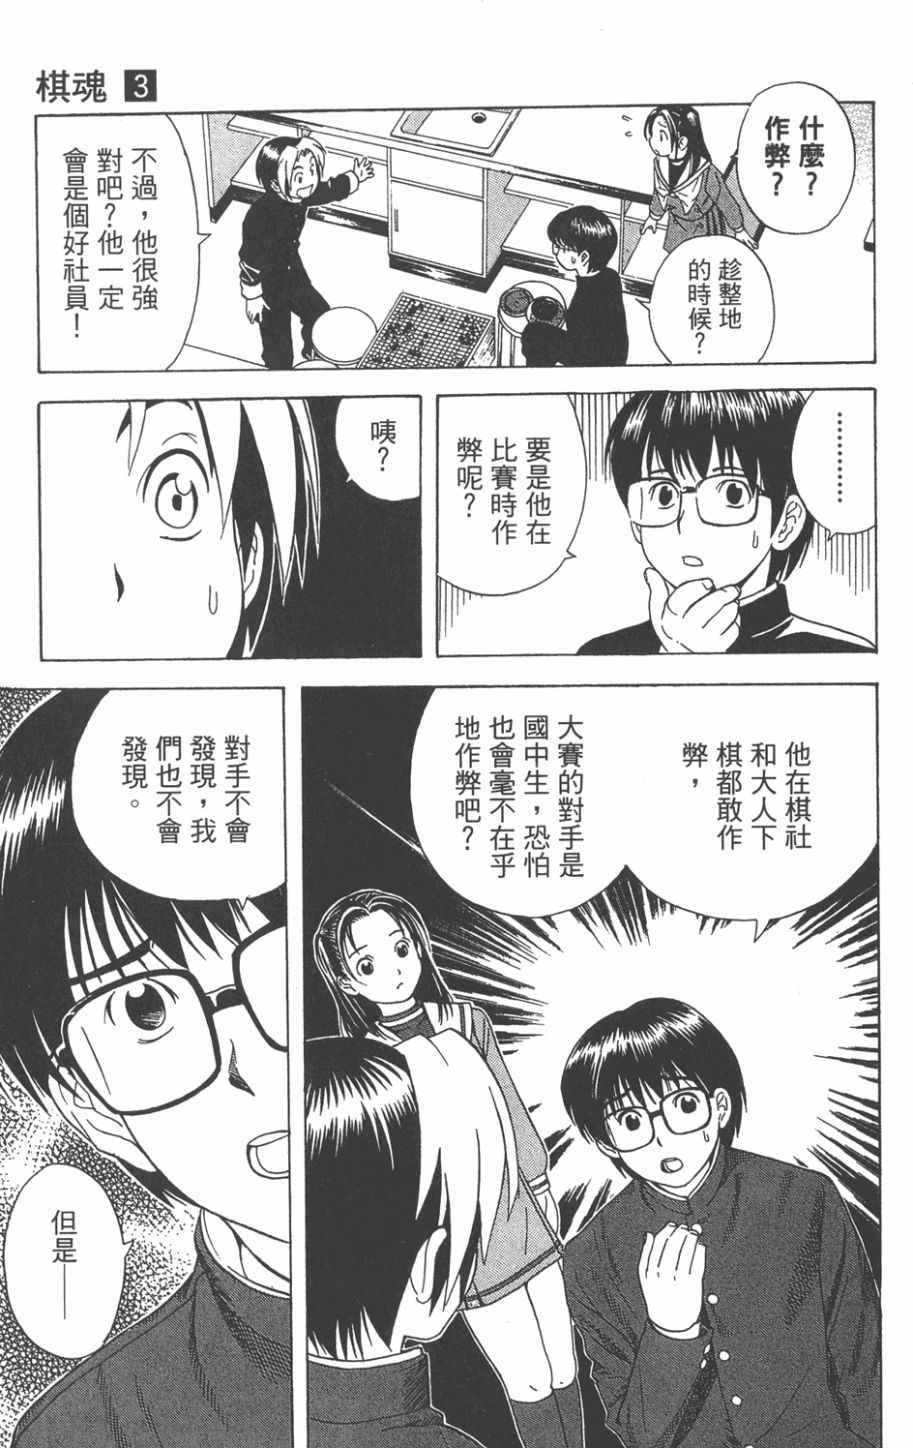 棋魂 3
什麼？
作弊？
趁整地
的時候？
不過，他很強
對吧？他一定
會是個好社員！
⋯⋯⋯
要是他在
比賽時作
弊呢？
咦？
他在棋社
和大人下
棋都敢作
弊，
大賽的對手是
國中生，恐怕
也會毫不在乎
地作弊吧？
對手不會
發現，我
們也不會
發現。
但是——